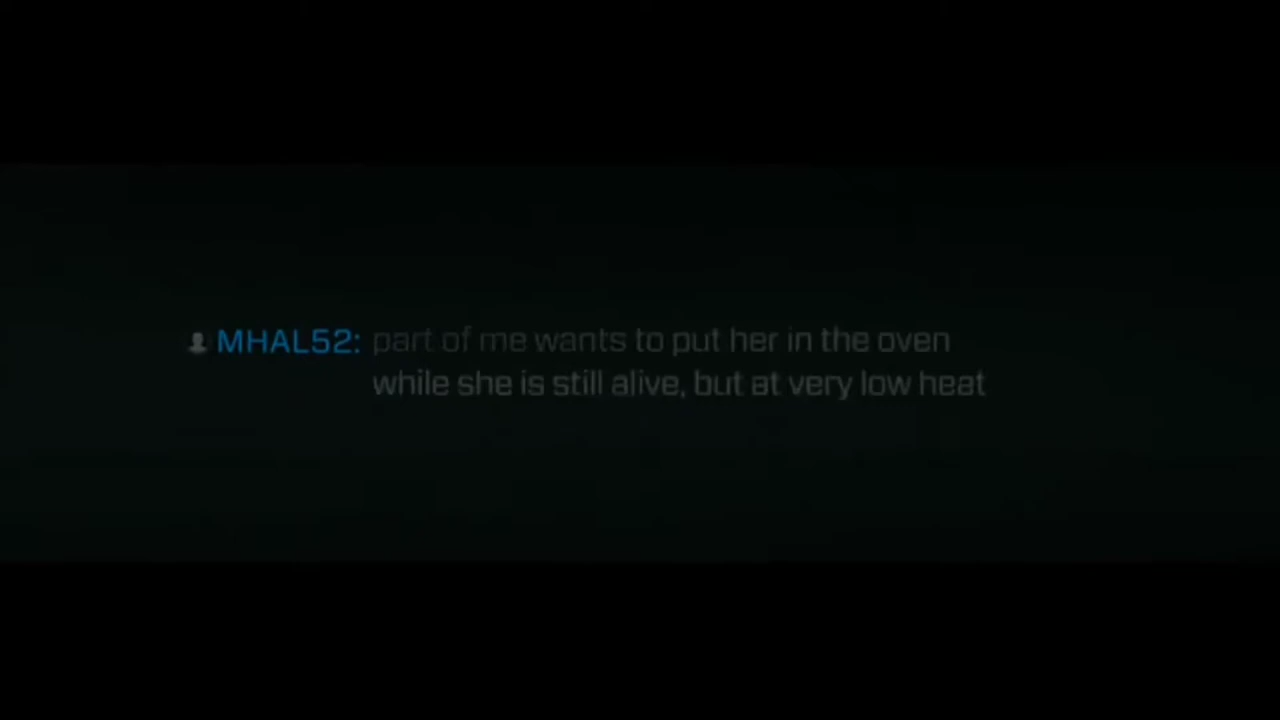 MHAL52: part of me wants to put her in the oven
while she is still alive, but at very low heat